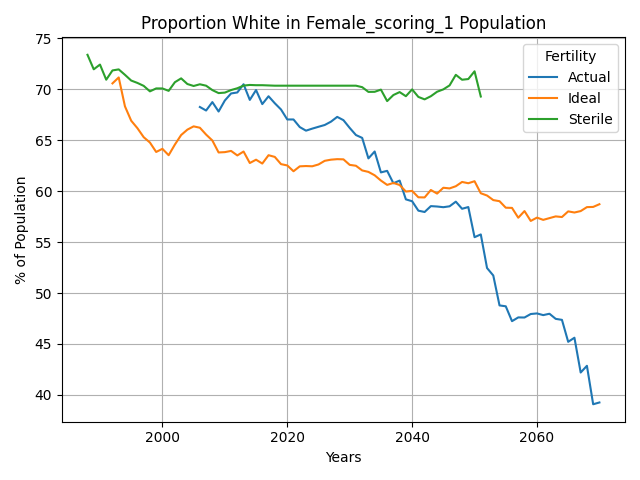 Proportion White in Female_scoring_1 Population
% of Population
75
70
65
60
55
50
45
40
Fertility
Actual
Ideal
Sterile
2000
2020
2040
2060
Years